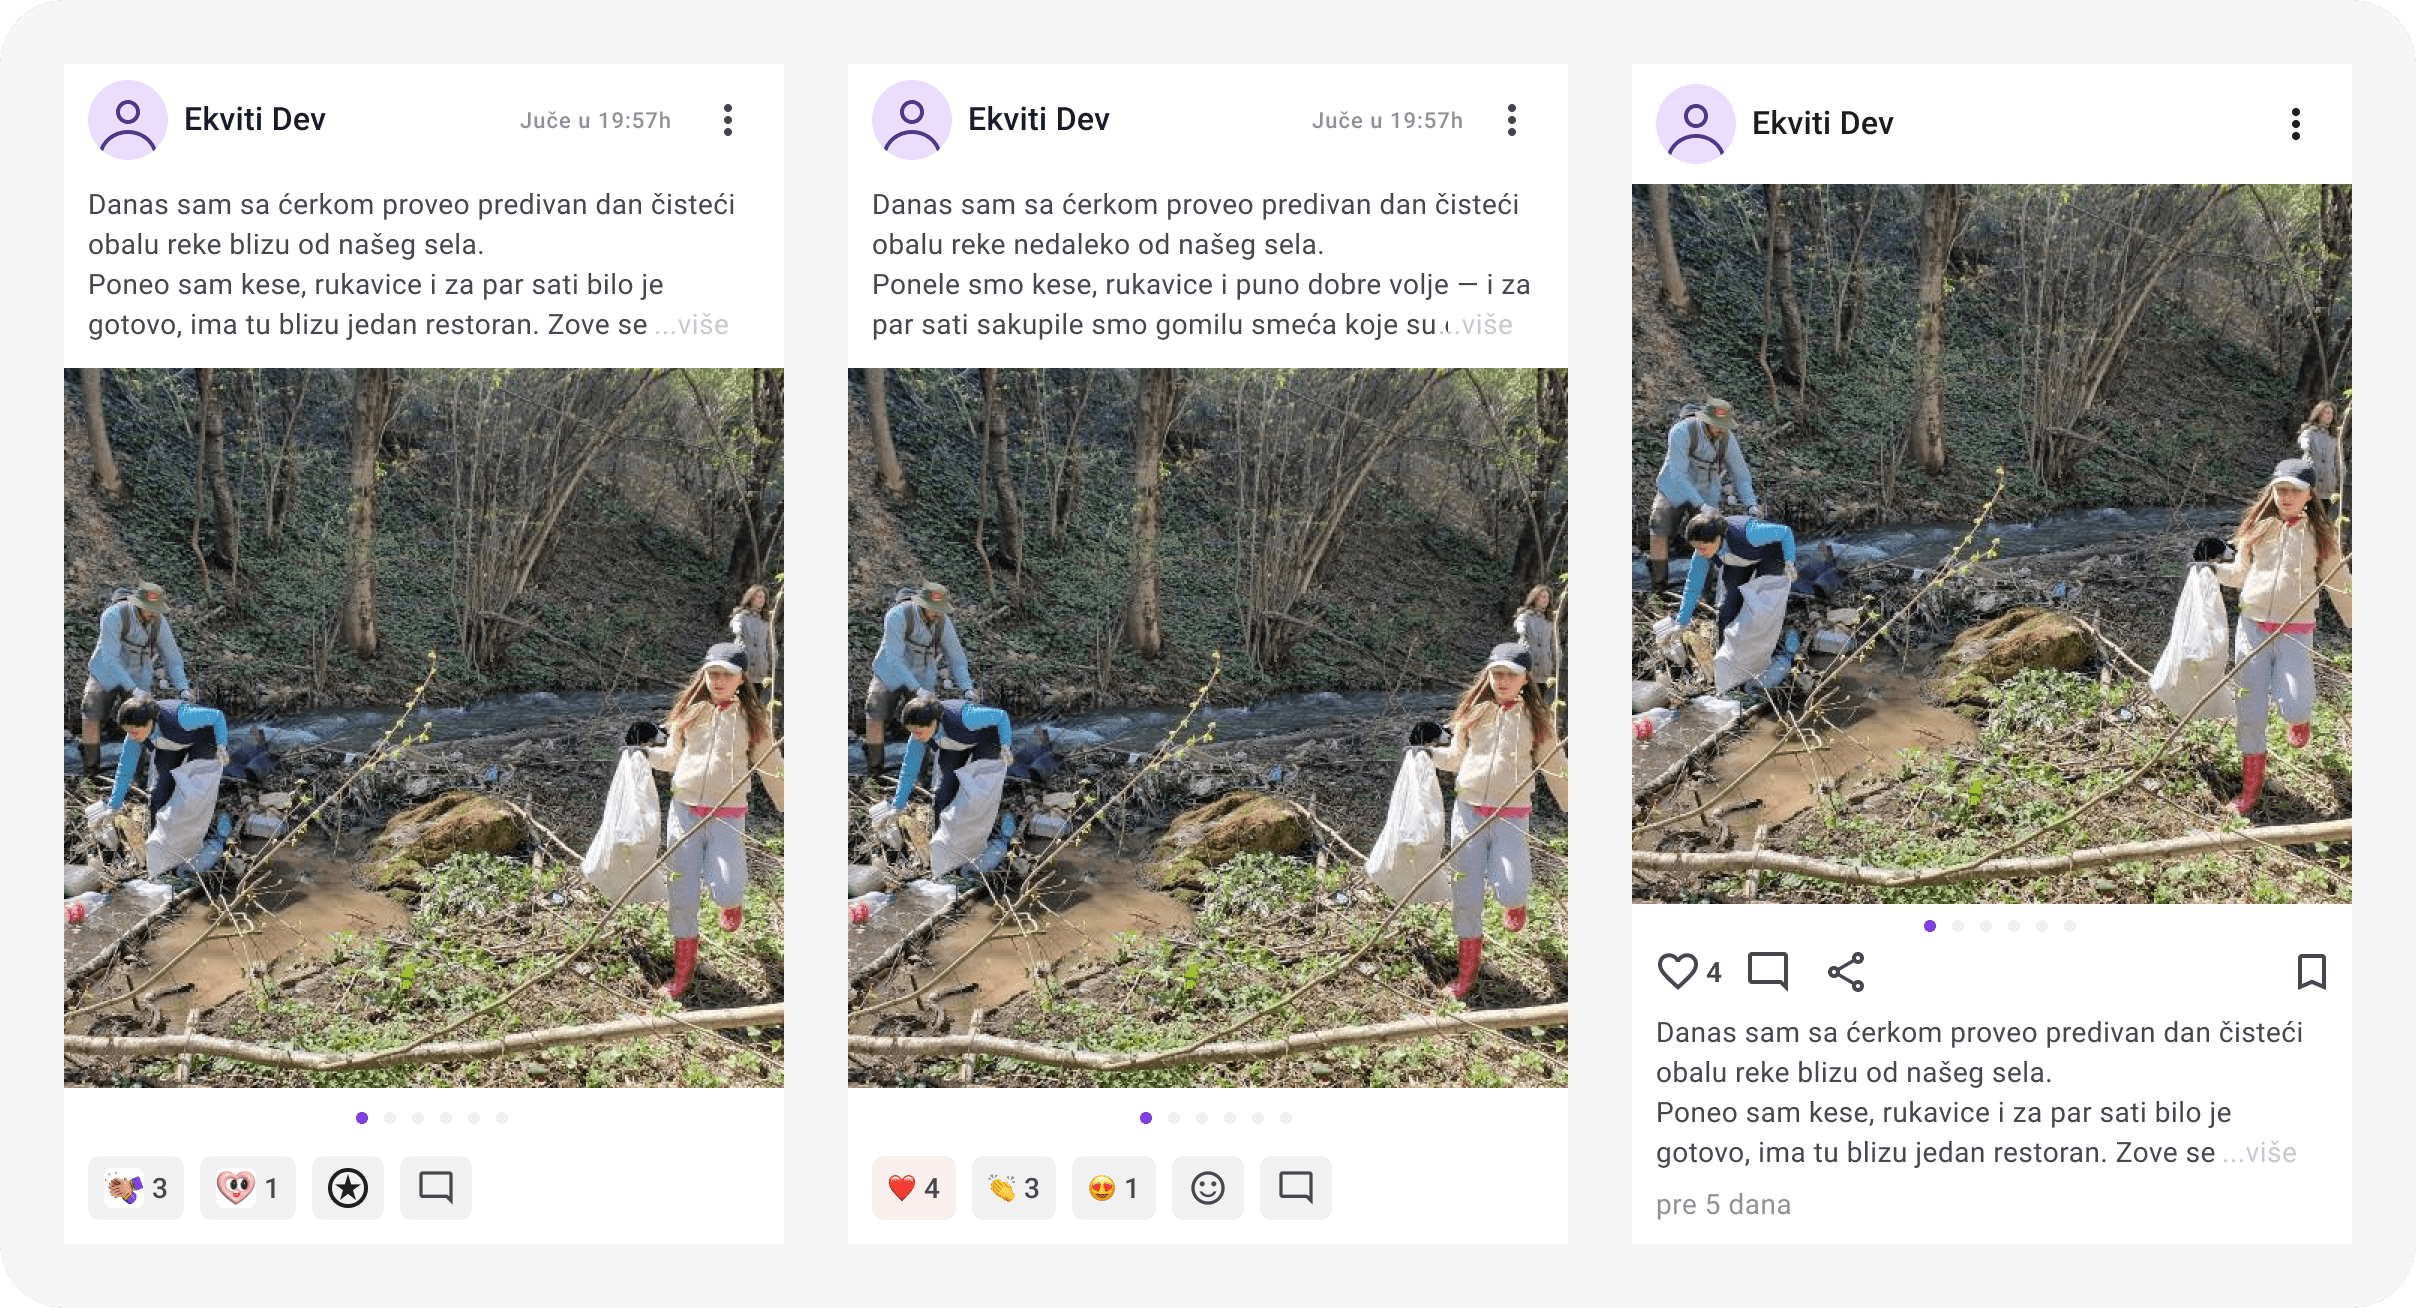 Ekviti Dev
Juče u 19:57h
Danas sam sa ćerkom proveo predivan dan čisteći
obalu reke blizu od našeg sela.
Poneo sam kese, rukavice i za par sati bilo je
gotovo, ima tu blizu jedan restoran. Zove se ...više
3
1
Ekviti Dev
Juče u 19:57h
Danas sam sa ćerkom proveo predivan dan čisteći
obalu reke nedaleko od našeg sela.
Ponele smo kese, rukavice i puno dobre volje — i za
par sati sakupile smo gomilu smeća koje su ...više
4
3
1
Ekviti Dev
4
Danas sam sa ćerkom proveo predivan dan čisteći
obalu reke blizu od našeg sela.
Poneo sam kese, rukavice i za par sati bilo je
gotovo, ima tu blizu jedan restoran. Zove se ...više
pre 5 dana